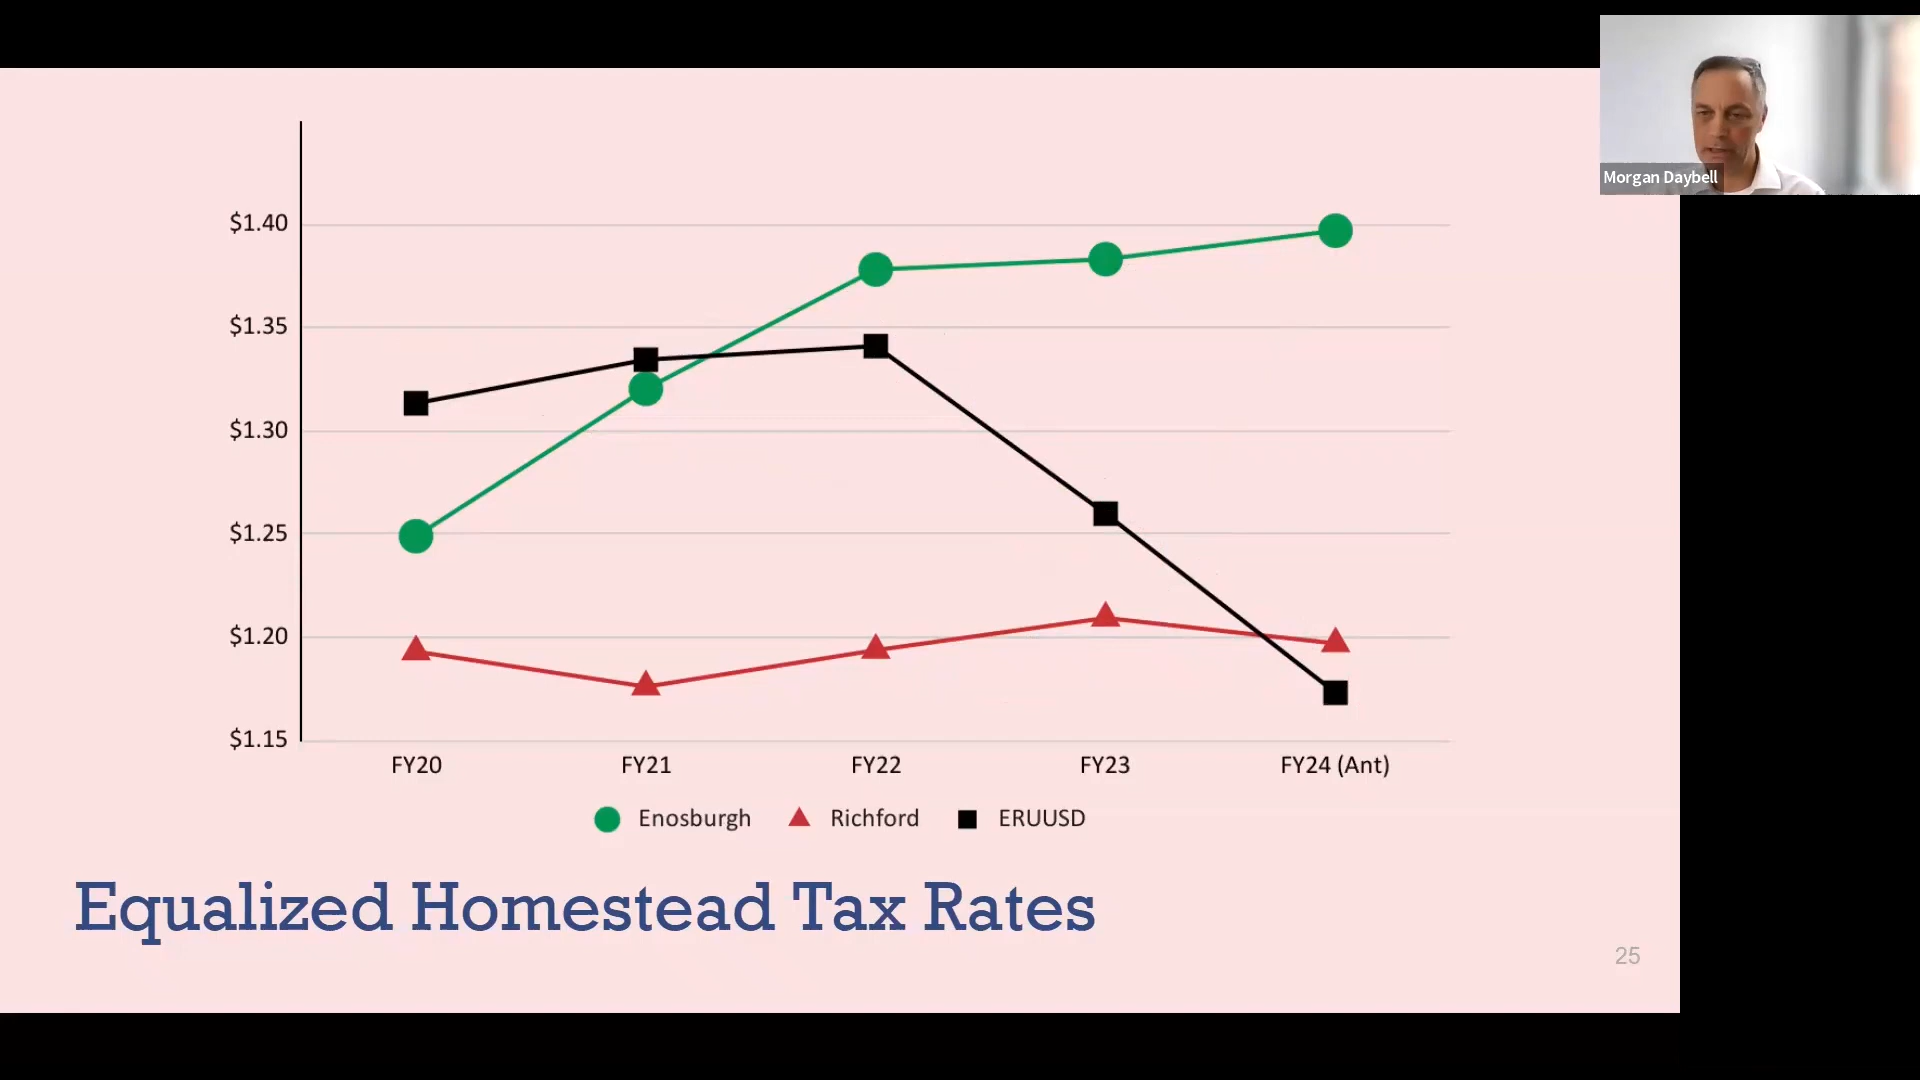 Morgan Daybell
$1.40
$1.35
$1.30
$1.25
$1.20
$1.15
FY20 FY21 FY22 FY23 FY24 (Ant)
Enosburgh Richford ERUUSD
Equalized Homestead Tax Rates
25